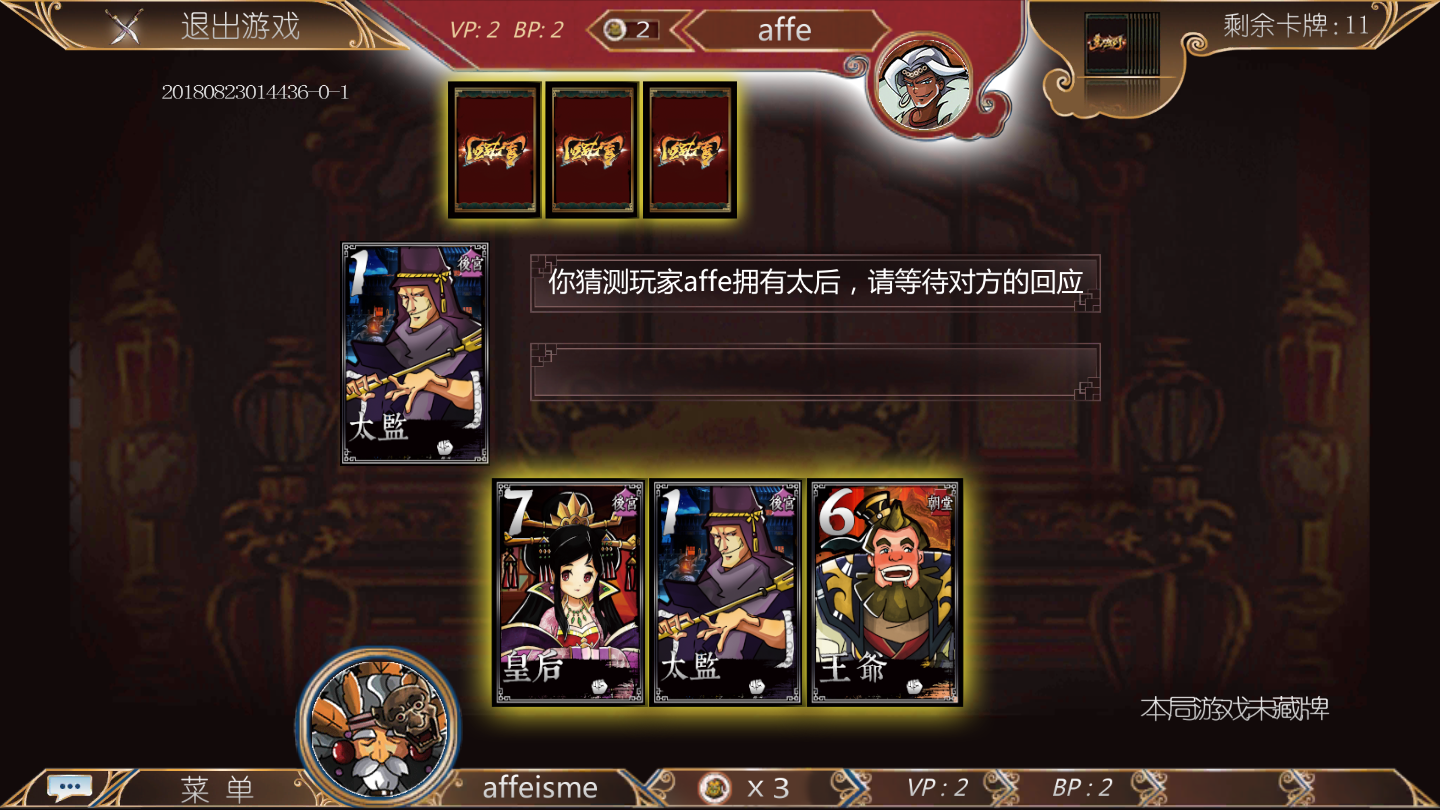 退出游戏
VP: 2 BP: 2
2
affe
剩余卡牌: 11
20180823014436-0-1
1
後宮
太監
你猜测玩家affe拥有太后，请等待对方的回应
7
後宮
皇后
1
後宮
太監
6
朝堂
王爺
本局游戏未藏牌
菜 单
affeisme
x 3
VP : 2
BP : 2